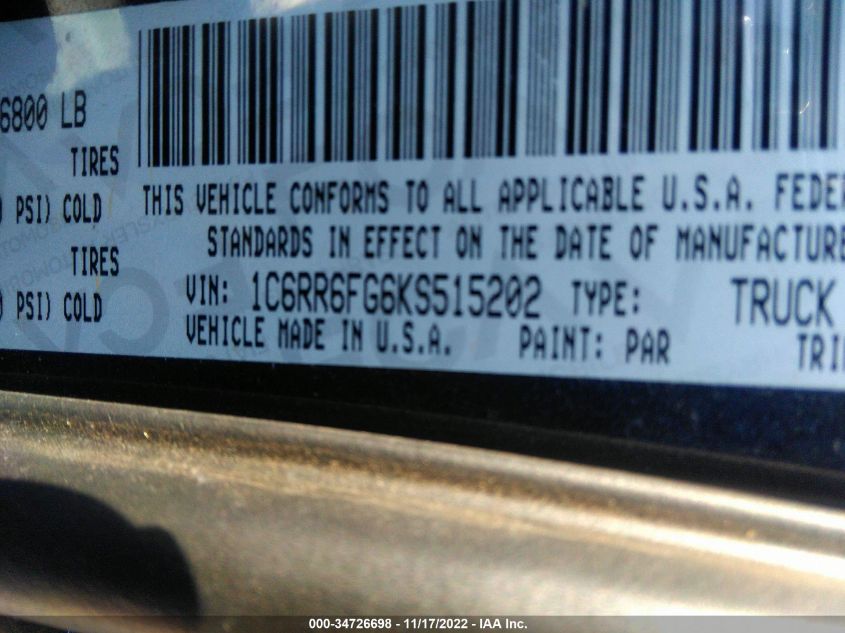 6800 LB
TIRES
PSI) COLD
TIRES
PSI) COLD
THIS VEHICLE CONFORMS TO ALL APPLICABLE U.S.A. FEDER
STANDARDS IN EFFECT ON THE DATE OF MANUFACTURE
VIN: 1C6RR6FG6KS515202 TYPE: TRUCK
VEHICLE MADE IN U.S.A. PAINT: PAR TRI
000-34726698 - 11/17/2022 - IAA Inc.